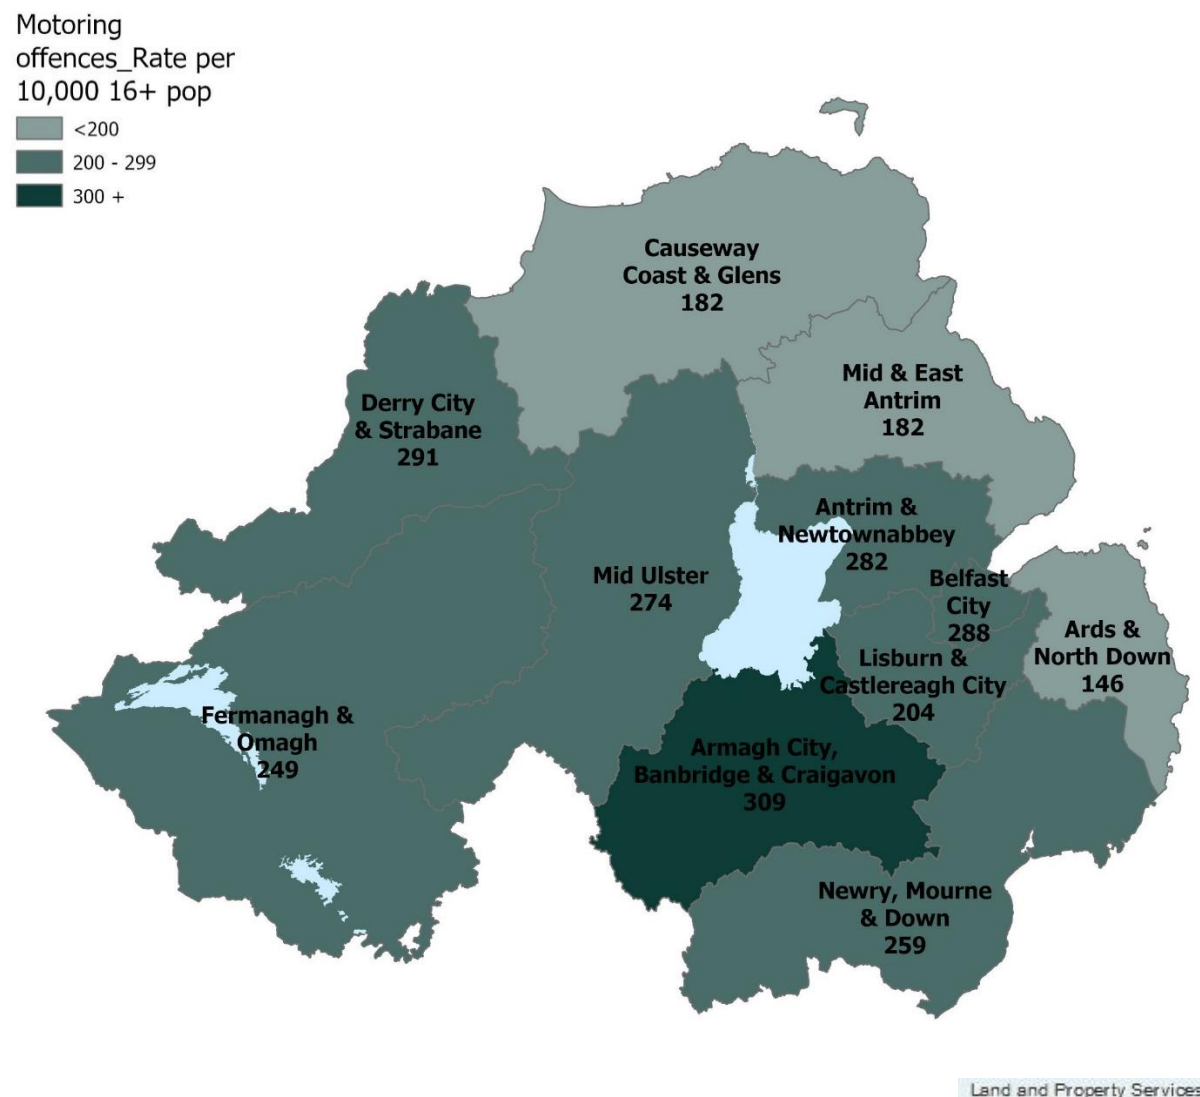 Motoring
offences_Rate per
10,000 16+ pop
<200
200 - 299
300 +
Causeway
Coast & Glens
182
Mid & East
Antrim
182
Derry City
& Strabane
291
Antrim &
Newtownabbey
282
Mid Ulster
274
Belfast
City
288
Ards &
North Down
146
Lisburn &
Castlereagh City
204
Fermanagh &
Omagh
249
Armagh City,
Banbridge & Craigavon
309
Newry, Mourne
& Down
259
Land and Property Services